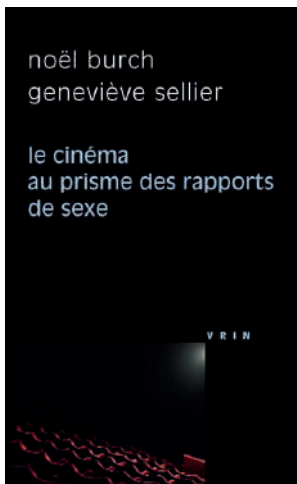 noël burch
geneviève sellier
le cinéma
au prisme des rapports
de sexe
VRIN